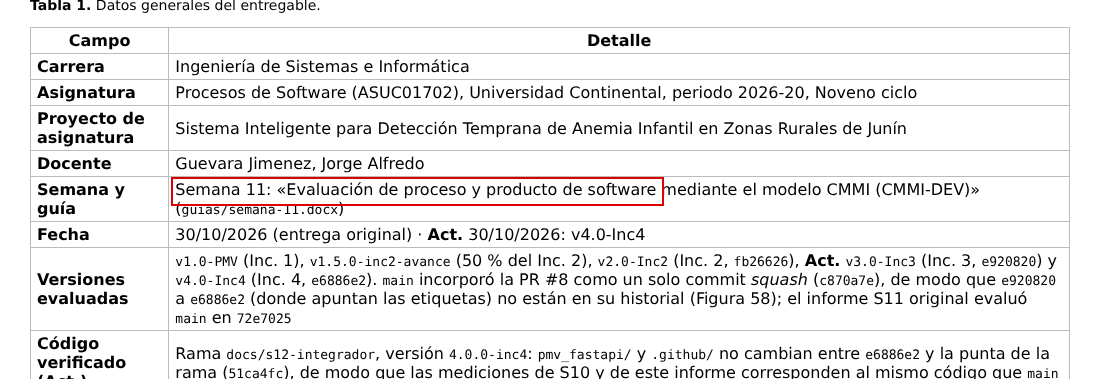 Tabla 1. Datos generales del entregable.
Campo Detalle
Carrera Ingeniería de Sistemas e Informática
Asignatura Procesos de Software (ASUC01702), Universidad Continental, periodo 2026-20, Noveno ciclo
Proyecto de
asignatura
Sistema Inteligente para Detección Temprana de Anemia Infantil en Zonas Rurales de Junín
Docente Guevara Jimenez, Jorge Alfredo
Semana y
guía
Semana 11: «Evaluación de proceso y producto de software mediante el modelo CMMI (CMMI-DEV)»
(guias/semana-11.docx)
Fecha 30/10/2026 (entrega original) · Act. 30/10/2026: v4.0-Inc4
Versiones
evaluadas
v1.0-PMV (Inc. 1), v1.5.0-inc2-avance (50 % del Inc. 2), v2.0-Inc2 (Inc. 2, fb26626), Act. v3.0-Inc3 (Inc. 3, e920820) y
v4.0-Inc4 (Inc. 4, e6886e2). main incorporó la PR #8 como un solo commit squash (c870a7e), de modo que e920820
a e6886e2 (donde apuntan las etiquetas) no están en su historial (Figura 58); el informe S11 original evaluó
main en 72e7025
Código
verificado
(Act.)
Rama docs/s12-integrador, versión 4.0.0-inc4: pmv_fastapi/ y .github/ no cambian entre e6886e2 y la punta de la
rama (51ca4fc), de modo que las mediciones de S10 y de este informe corresponden al mismo código que main